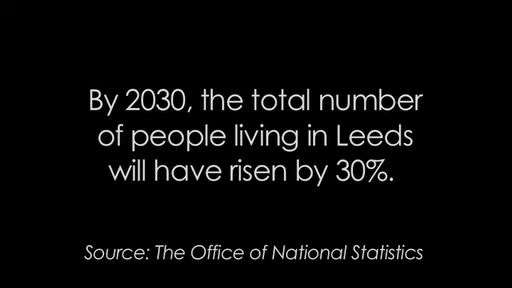 By 2030, the total number
of people living in Leeds
will have risen by 30%.
Source: The Office of National Statistics